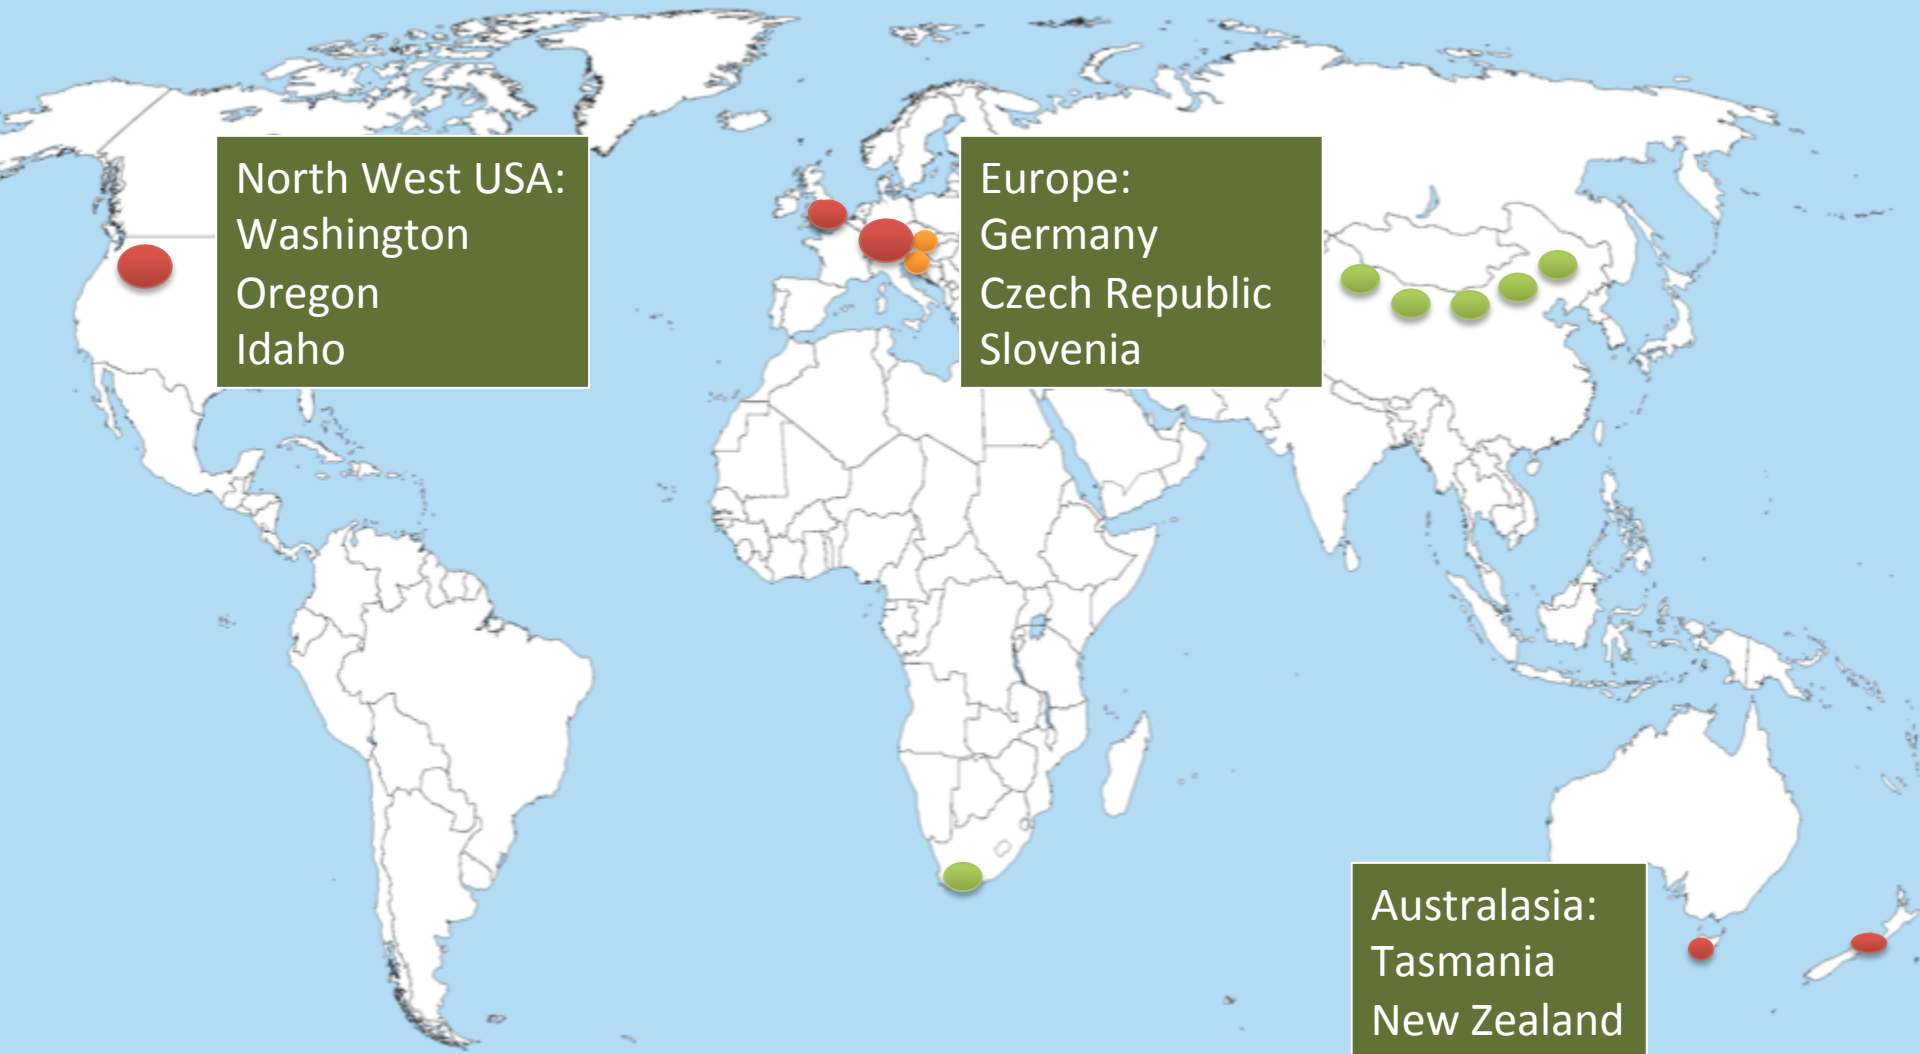 North West USA:
Washington
Oregon
Idaho
Europe:
Germany
Czech Republic
Slovenia
Australasia:
Tasmania
New Zealand